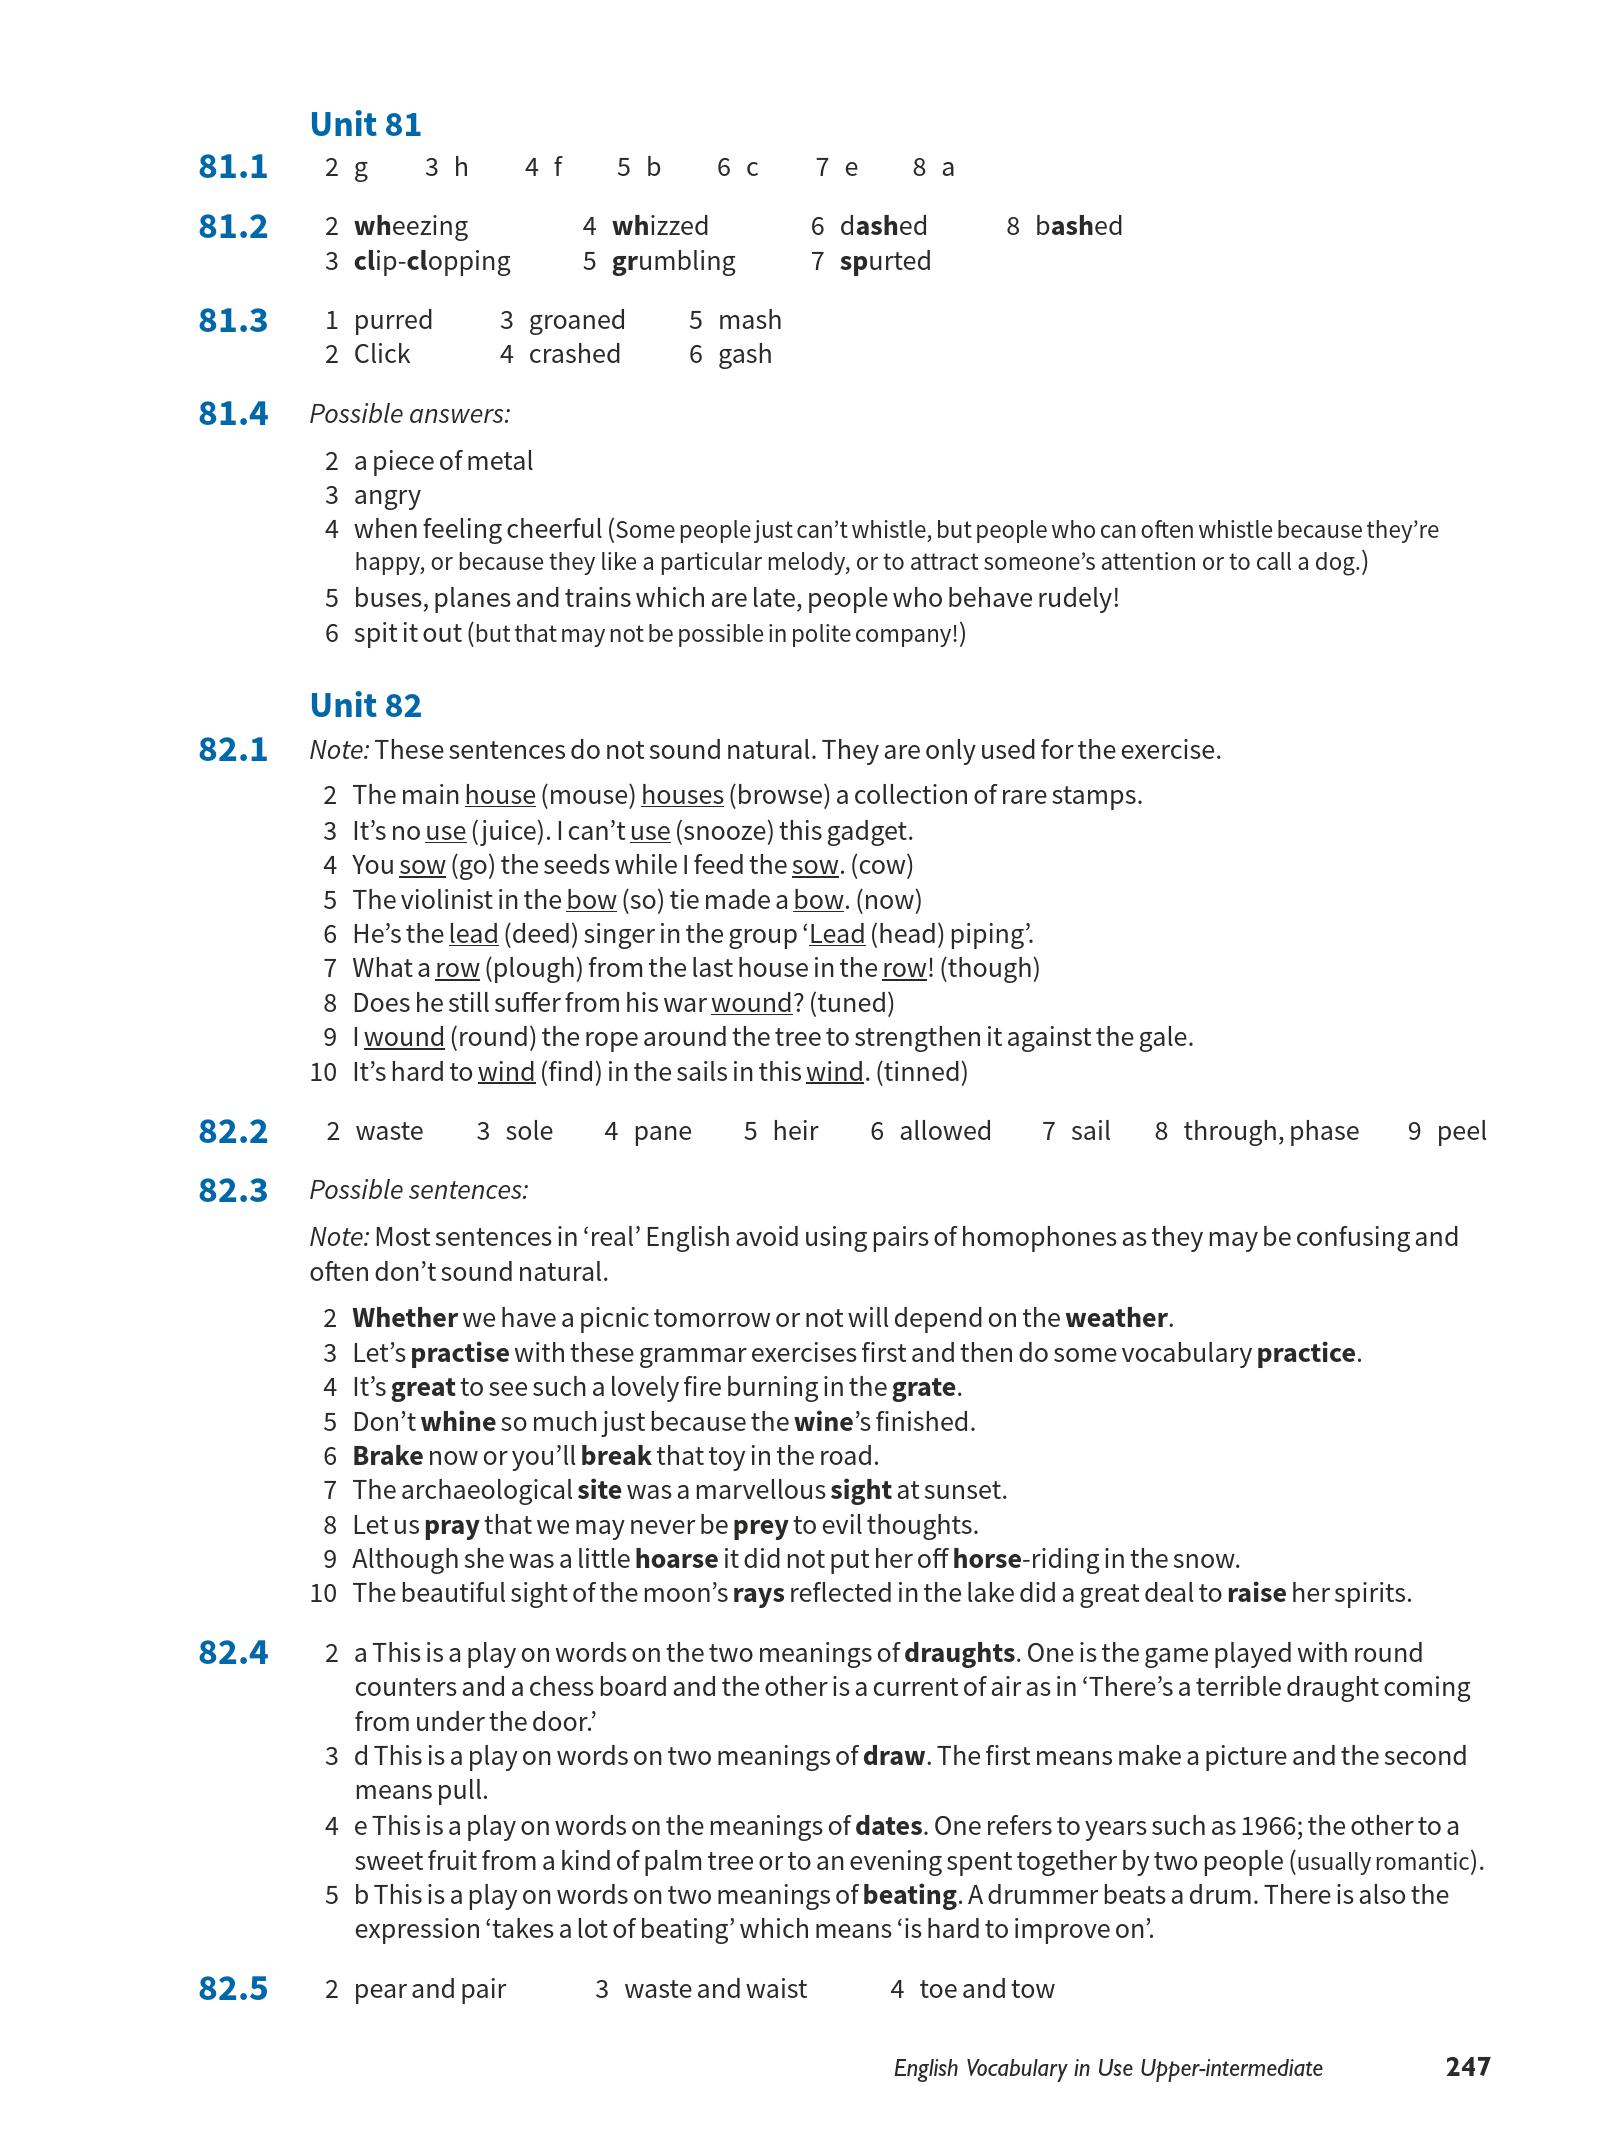 Unit 81
81.1 2 g 3 h 4 f 5 b 6 c 7 e 8 a
81.2 2 wheezing 4 whizzed 6 dashed 8 bashed
3 clip-clopping 5 grumbling 7 spurted
81.3 1 purred 3 groaned 5 mash
2 Click 4 crashed 6 gash
81.4 Possible answers:
2 a piece of metal
3 angry
4 when feeling cheerful (Some people just can’t whistle, but people who can often whistle because they’re
happy, or because they like a particular melody, or to attract someone’s attention or to call a dog.)
5 buses, planes and trains which are late, people who behave rudely!
6 spit it out (but that may not be possible in polite company!)
Unit 82
82.1 Note: These sentences do not sound natural. They are only used for the exercise.
2 The main house (mouse) houses (browse) a collection of rare stamps.
3 It’s no use (juice). I can’t use (snooze) this gadget.
4 You sow (go) the seeds while I feed the sow. (cow)
5 The violinist in the bow (so) tie made a bow. (now)
6 He’s the lead (deed) singer in the group ‘Lead (head) piping’.
7 What a row (plough) from the last house in the row! (though)
8 Does he still suffer from his war wound? (tuned)
9 I wound (round) the rope around the tree to strengthen it against the gale.
10 It’s hard to wind (find) in the sails in this wind. (tinned)
82.2 2 waste 3 sole 4 pane 5 heir 6 allowed 7 sail 8 through, phase 9 peel
82.3 Possible sentences:
Note: Most sentences in ‘real’ English avoid using pairs of homophones as they may be confusing and
often don’t sound natural.
2 Whether we have a picnic tomorrow or not will depend on the weather.
3 Let’s practise with these grammar exercises first and then do some vocabulary practice.
4 It’s great to see such a lovely fire burning in the grate.
5 Don’t whine so much just because the wine’s finished.
6 Brake now or you’ll break that toy in the road.
7 The archaeological site was a marvellous sight at sunset.
8 Let us pray that we may never be prey to evil thoughts.
9 Although she was a little hoarse it did not put her off horse-riding in the snow.
10 The beautiful sight of the moon’s rays reflected in the lake did a great deal to raise her spirits.
82.4 2 a This is a play on words on the two meanings of draughts. One is the game played with round
counters and a chess board and the other is a current of air as in ‘There’s a terrible draught coming
from under the door.’
3 d This is a play on words on two meanings of draw. The first means make a picture and the second
means pull.
4 e This is a play on words on the meanings of dates. One refers to years such as 1966; the other to a
sweet fruit from a kind of palm tree or to an evening spent together by two people (usually romantic).
5 b This is a play on words on two meanings of beating. A drummer beats a drum. There is also the
expression ‘takes a lot of beating’ which means ‘is hard to improve on’.
82.5 2 pear and pair 3 waste and waist 4 toe and tow
English Vocabulary in Use Upper-intermediate 247